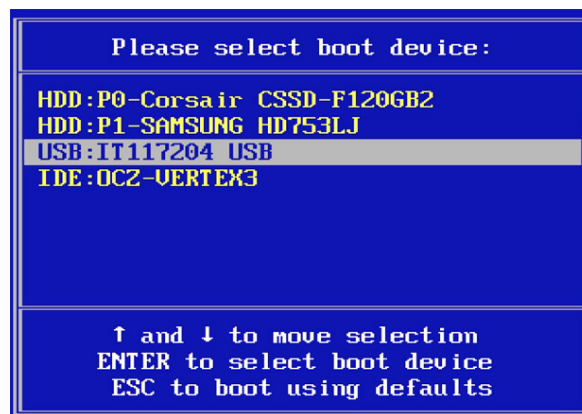 Please select boot device:
HDD:P0-Corsair CSSD-F120GB2
HDD:P1-SAMSUNG HD753LJ
USB:IT117204 USB
IDE:OCZ-VERTEX3
↑ and ↓ to move selection
ENTER to select boot device
ESC to boot using defaults